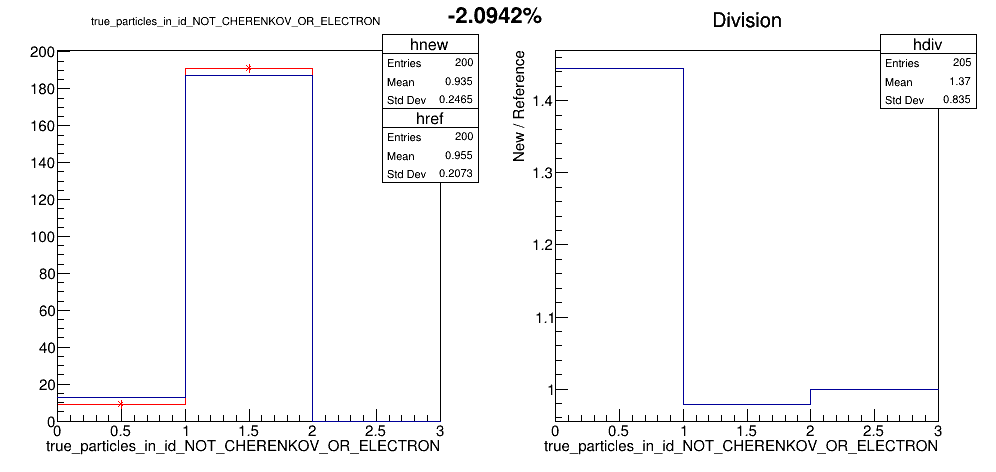 -2.0942%
true_particles_in_id_NOT_CHERENKOV_OR_ELECTRON
hnew
Entries 200
Mean 0.935
Std Dev 0.2465
href
Entries 200
Mean 0.955
Std Dev 0.2073
200
180
160
140
120
100
80
60
40
20
0
0 0.5 1 1.5 2 2.5 3
true_particles_in_id_NOT_CHERENKOV_OR_ELECTRON
Division
hdiv
Entries 205
Mean 1.37
Std Dev 0.835
New / Reference
1.4
1.3
1.2
1.1
1
0 0.5 1 1.5 2 2.5 3
true_particles_in_id_NOT_CHERENKOV_OR_ELECTRON